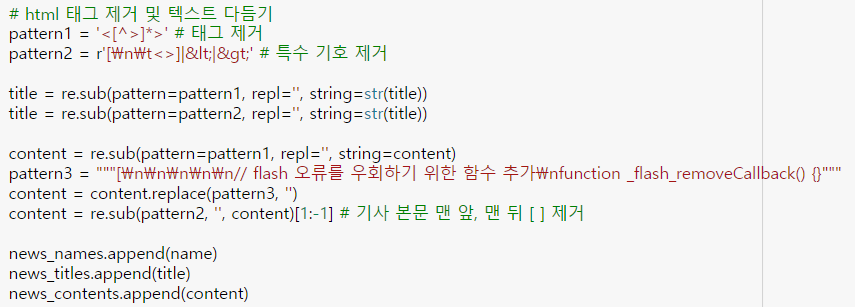 # html 태그 제거 및 텍스트 다듬기
pattern1 = '<[^>]*>' # 태그 제거
pattern2 = r'[₩n₩t<>]|&lt;|&gt;' # 특수 기호 제거
title = re.sub(pattern=pattern1, repl='', string=str(title))
title = re.sub(pattern=pattern2, repl='', string=str(title))
content = re.sub(pattern=pattern1, repl='', string=content)
pattern3 = """[₩n₩n₩n₩n₩n// flash 오류를 우회하기 위한 함수 추가₩nfunction _flash_removeCallback() {}"""
content = content.replace(pattern3, '')
content = re.sub(pattern2, '', content)[1:-1] # 기사 본문 맨 앞, 맨 뒤 [ ] 제거
news_names.append(name)
news_titles.append(title)
news_contents.append(content)